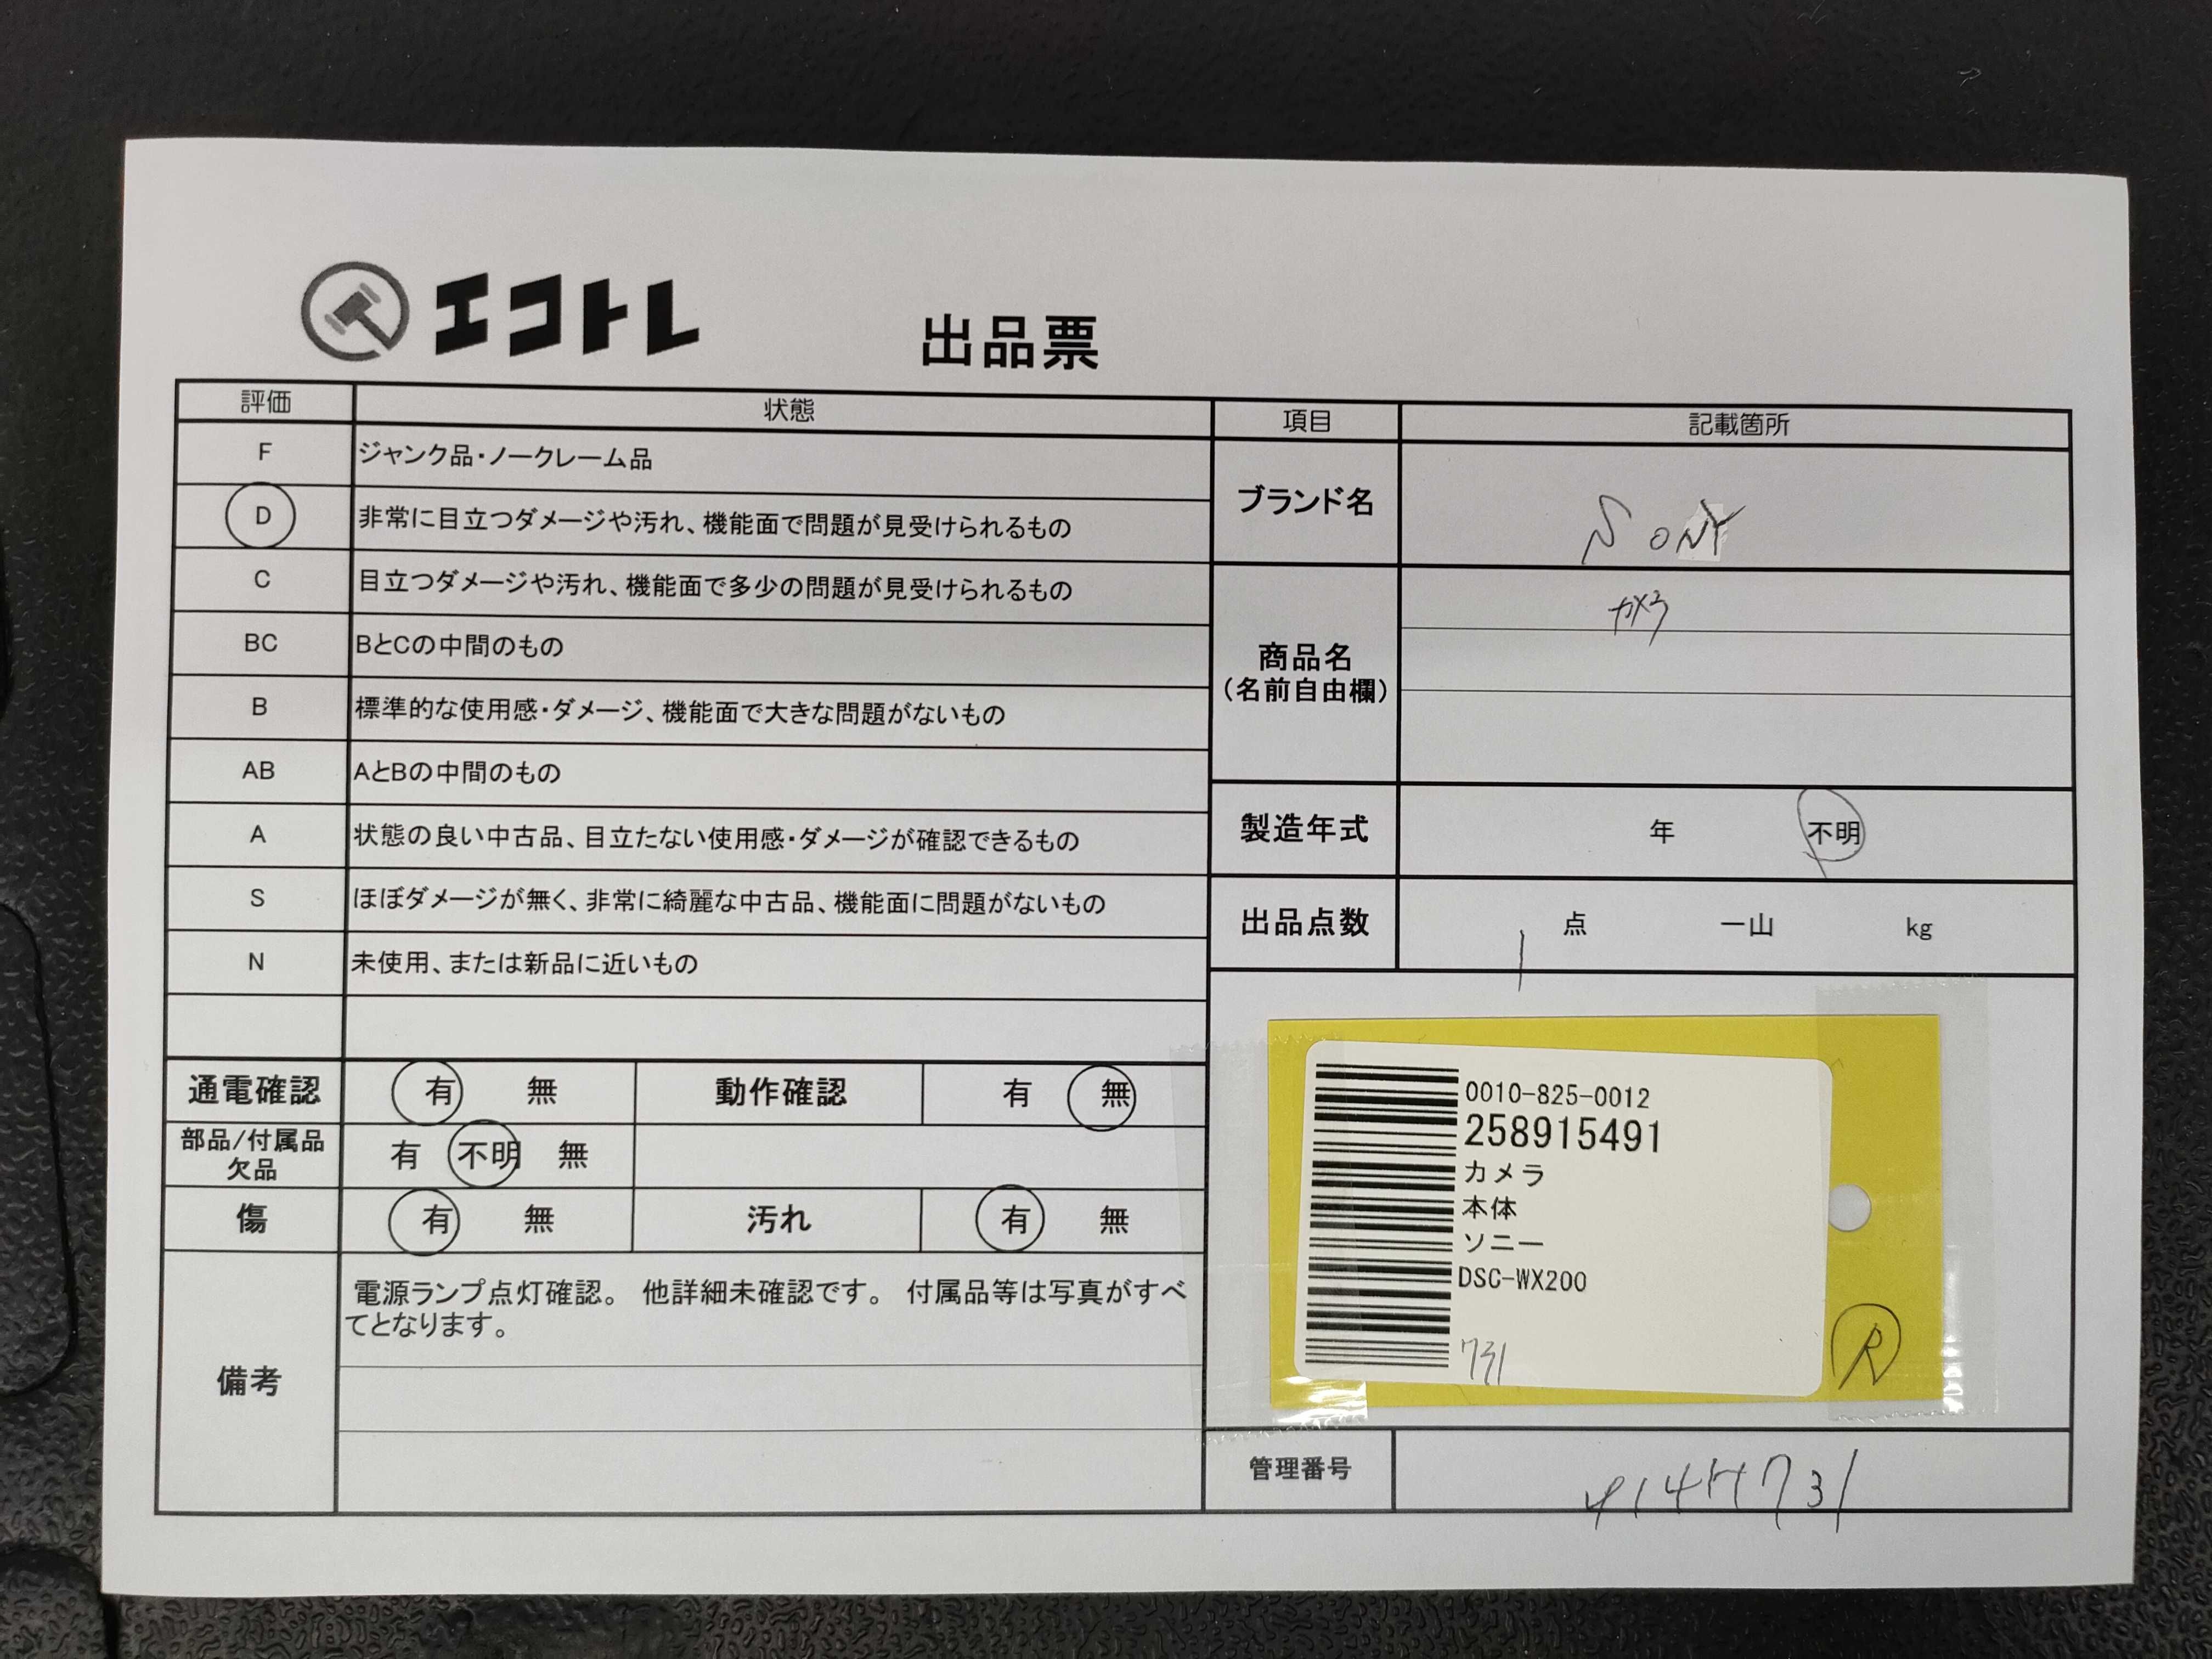 エコトレ
出品票
評価 状態
F ジャンク品・ノークレーム品
D 非常に目立つダメージや汚れ、機能面で問題が見受けられるもの
C 目立つダメージや汚れ、機能面で多少の問題が見受けられるもの
BC BとCの中間のもの
B 標準的な使用感・ダメージ、機能面で大きな問題がないもの
AB AとBの中間のもの
A 状態の良い中古品、目立たない使用感・ダメージが確認できるもの
S ほぼダメージが無く、非常に綺麗な中古品、機能面に問題がないもの
N 未使用、または新品に近いもの
通電確認 有 無 動作確認 有 無
部品/付属品
欠品 有 不明 無
傷 有 無 汚れ 有 無
備考
電源ランプ点灯確認。 他詳細未確認です。 付属品等は写真がすべ
てとなります。
項目 記載箇所
ブランド名 SONY
商品名
(名前自由欄)
カメラ
製造年式 年 不明
出品点数 1 点 一山 kg
0010-825-0012
258915491
カメラ
本体
ソニー
DSC-WX200
731
R
管理番号